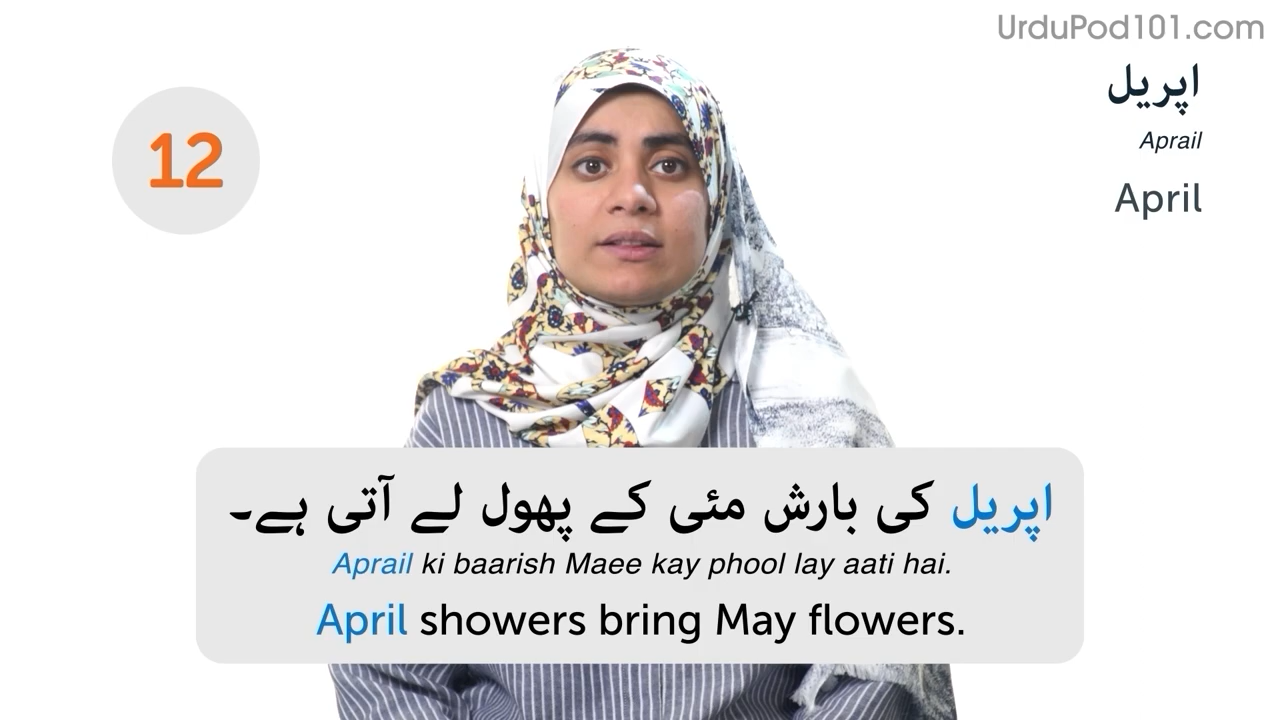 UrduPod101.com
12
اپریل
Aprail
April
اپریل کی بارش مئی کے پھول لے آتی ہے۔
Aprail ki baarish Maee kay phool lay aati hai.
April showers bring May flowers.